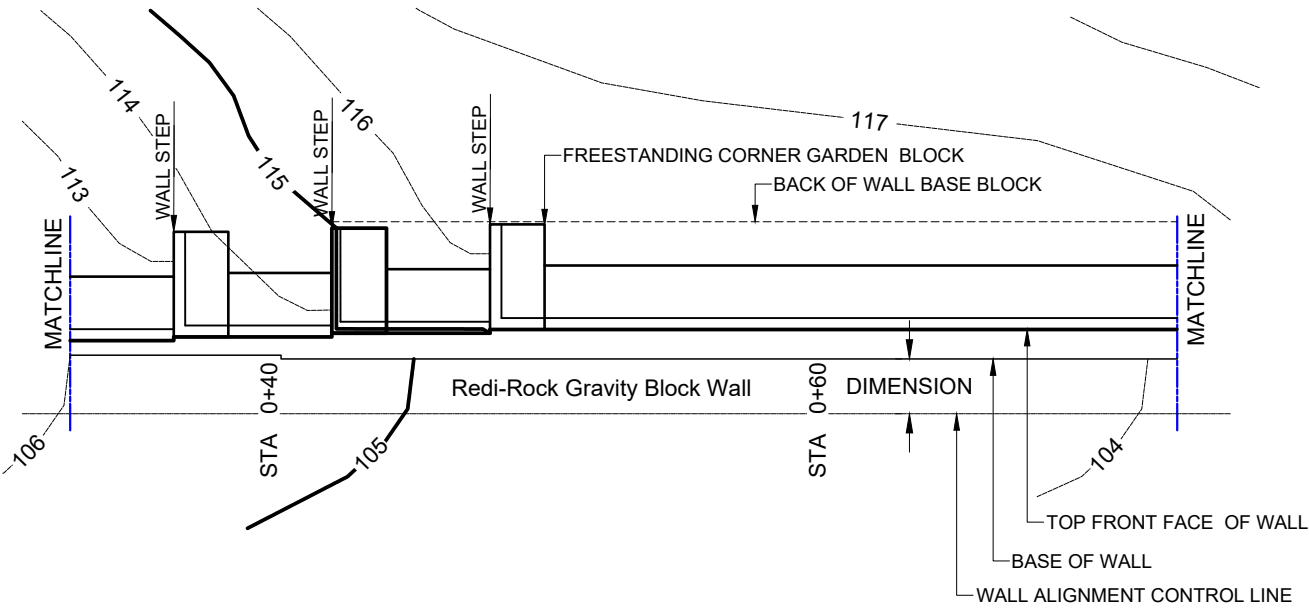 117
114
116
WALL STEP
WALL STEP
WALL STEP
115
113
FREESTANDING CORNER GARDEN BLOCK
BACK OF WALL BASE BLOCK
MATCHLINE
MATCHLINE
STA 0+40
Redi-Rock Gravity Block Wall
STA 0+60
DIMENSION
106
105
104
TOP FRONT FACE OF WALL
BASE OF WALL
WALL ALIGNMENT CONTROL LINE